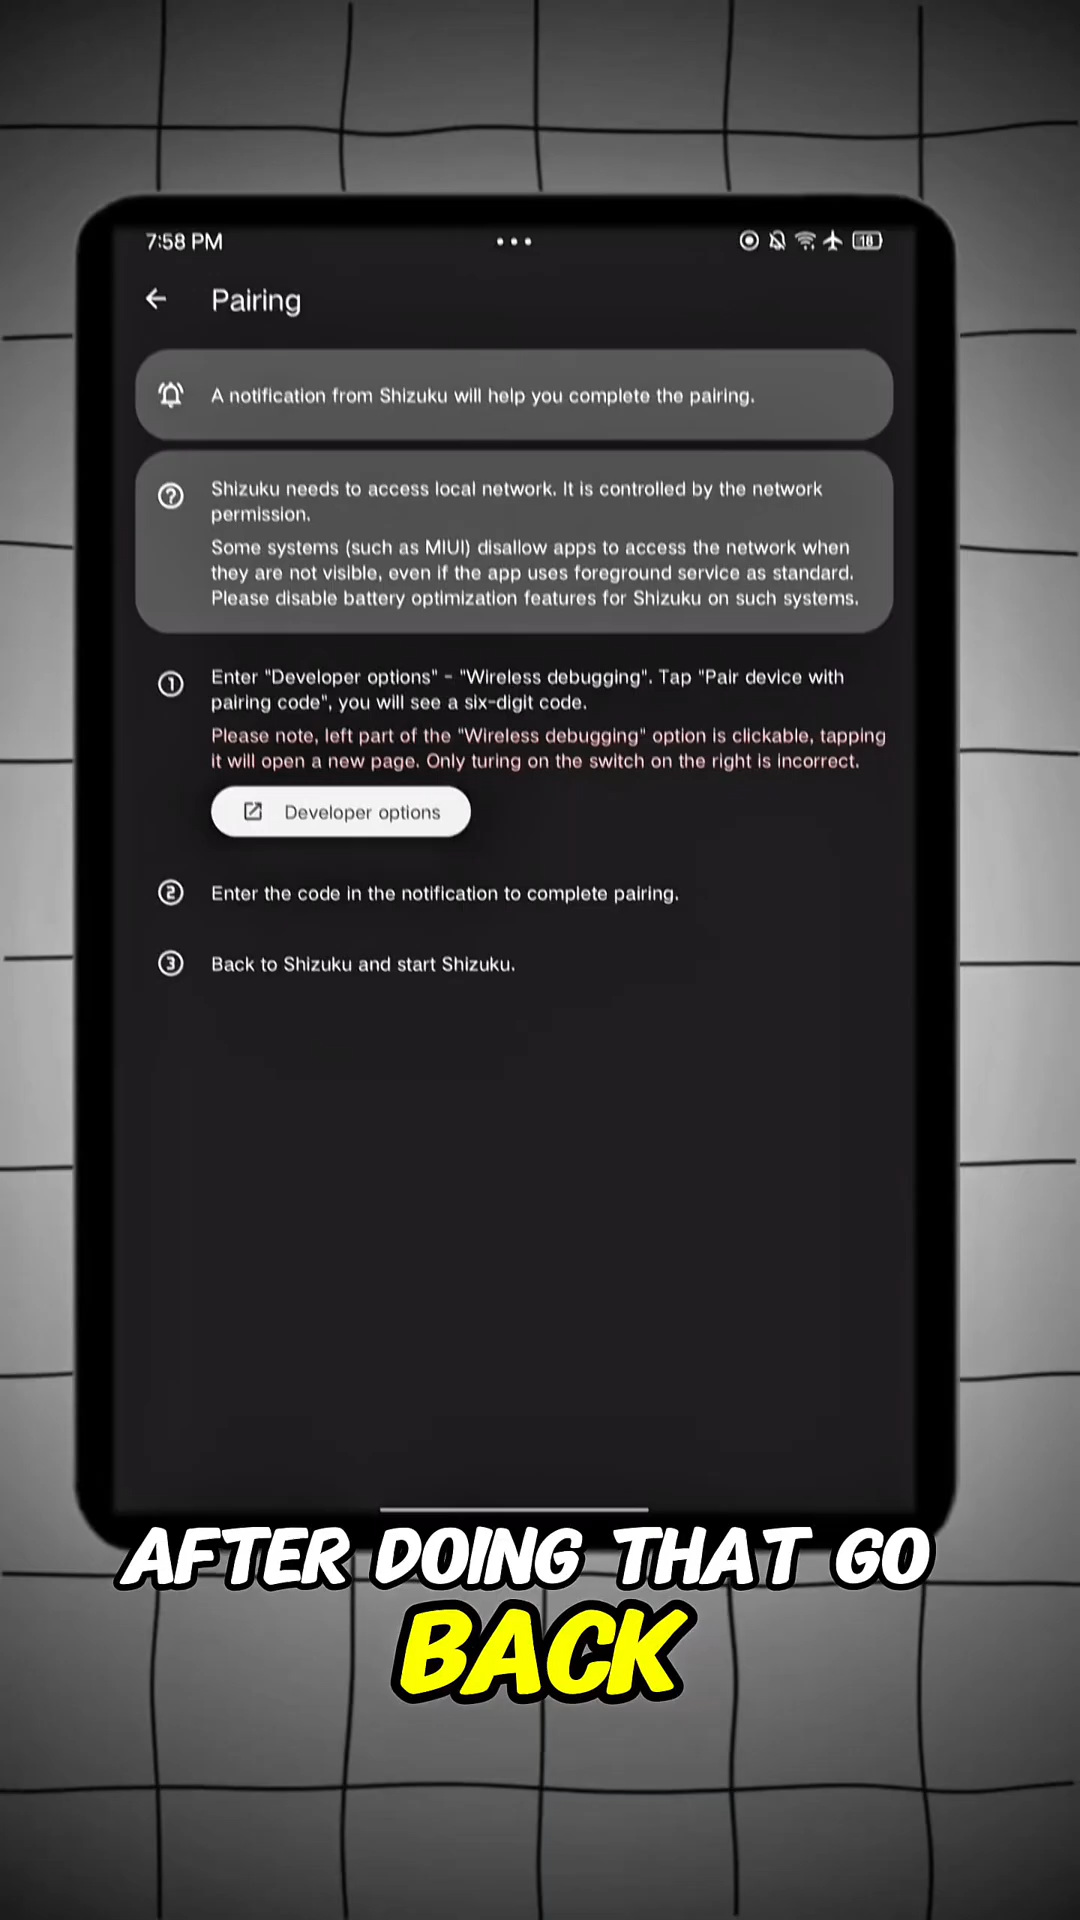 7:58 PM
18
Pairing
A notification from Shizuku will help you complete the pairing.
Shizuku needs to access local network. It is controlled by the network
permission.
Some systems (such as MIUI) disallow apps to access the network when
they are not visible, even if the app uses foreground service as standard.
Please disable battery optimization features for Shizuku on such systems.
1
Enter "Developer options" - "Wireless debugging". Tap "Pair device with
pairing code", you will see a six-digit code.
Please note, left part of the "Wireless debugging" option is clickable, tapping
it will open a new page. Only turing on the switch on the right is incorrect.
Developer options
2
Enter the code in the notification to complete pairing.
3
Back to Shizuku and start Shizuku.
AFTER DOING THAT GO
BACK